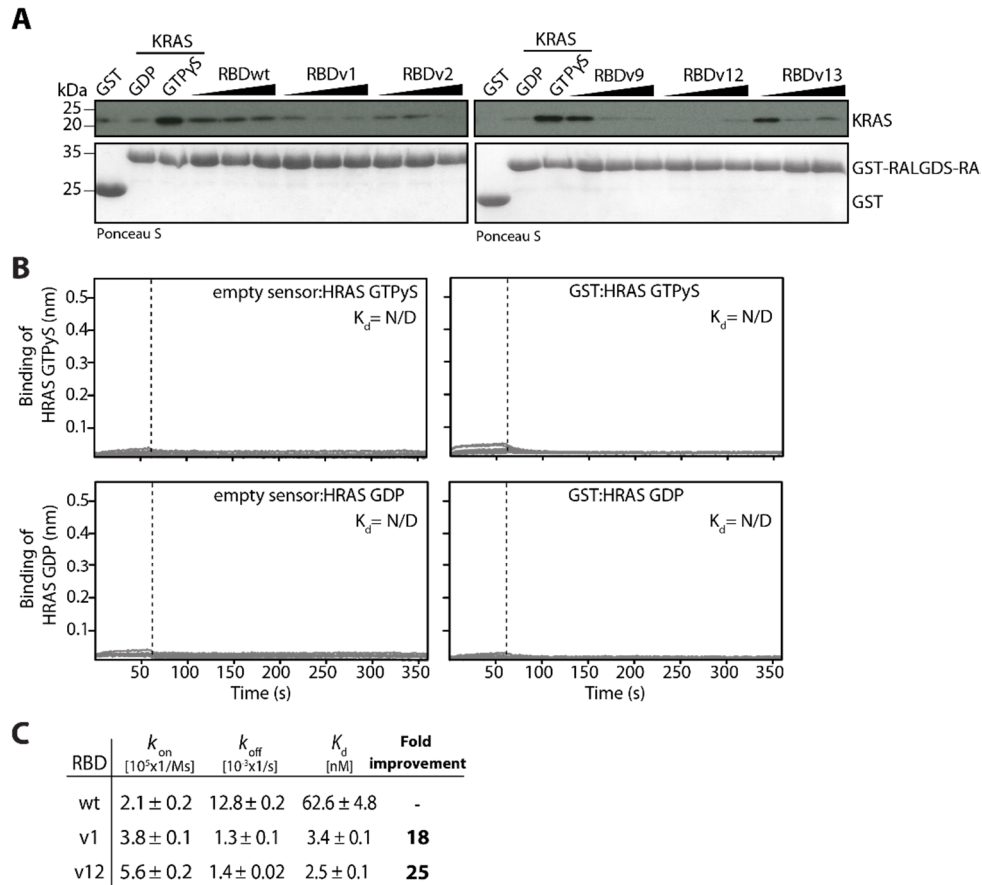 A
KRAS
GST GDP GTPγS RBDwt RBDv1 RBDv2
kDa
25
20
35
25
Ponceau S
KRAS
GST GDP GTPγS RBDv9 RBDv12 RBDv13
KRAS
GST-RALGDS-RA
GST
Ponceau S
B
Binding of
HRAS GTPyS (nm)
0.5
0.4
0.3
0.2
0.1
empty sensor:HRAS GTPyS
Kd= N/D
GST:HRAS GTPyS
Kd= N/D
Binding of
HRAS GDP (nm)
0.5
0.4
0.3
0.2
0.1
empty sensor:HRAS GDP
Kd= N/D
GST:HRAS GDP
Kd= N/D
50 100 150 200 250 300 350
Time (s)
50 100 150 200 250 300 350
Time (s)
C
RBD kon [10⁵x1/Ms] koff [10⁻³x1/s] Kd [nM] Fold improvement
wt 2.1 ± 0.2 12.8 ± 0.2 62.6 ± 4.8 -
v1 3.8 ± 0.1 1.3 ± 0.1 3.4 ± 0.1 18
v12 5.6 ± 0.2 1.4 ± 0.02 2.5 ± 0.1 25